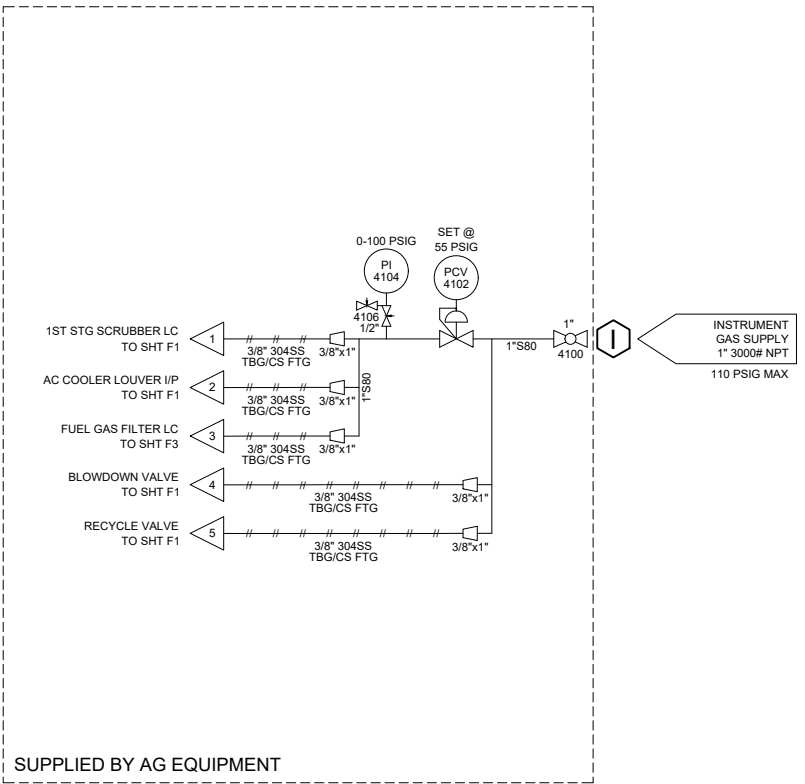 SET @
55 PSIG
0-100 PSIG
PI
4104
PCV
4102
4106
1/2"
1"
4100
I
INSTRUMENT
GAS SUPPLY
1" 3000# NPT
110 PSIG MAX
1"S80
1ST STG SCRUBBER LC
TO SHT F1
1
3/8" 304SS
TBG/CS FTG
3/8"x1"
1"S80
AC COOLER LOUVER I/P
TO SHT F1
2
3/8" 304SS
TBG/CS FTG
3/8"x1"
FUEL GAS FILTER LC
TO SHT F3
3
3/8" 304SS
TBG/CS FTG
3/8"x1"
BLOWDOWN VALVE
TO SHT F1
4
3/8" 304SS
TBG/CS FTG
3/8"x1"
RECYCLE VALVE
TO SHT F1
5
3/8" 304SS
TBG/CS FTG
3/8"x1"
SUPPLIED BY AG EQUIPMENT